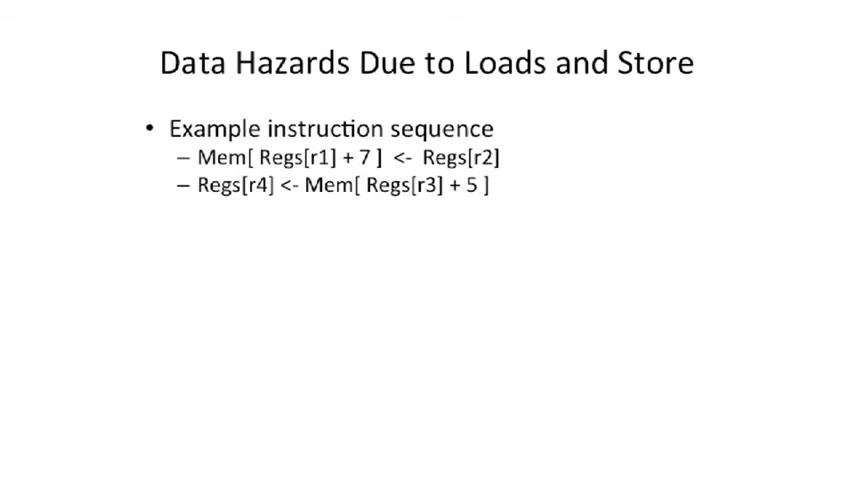 Data Hazards Due to Loads and Store
• Example instruction sequence
– Mem[ Regs[r1] + 7 ] <- Regs[r2]
– Regs[r4] <- Mem[ Regs[r3] + 5 ]